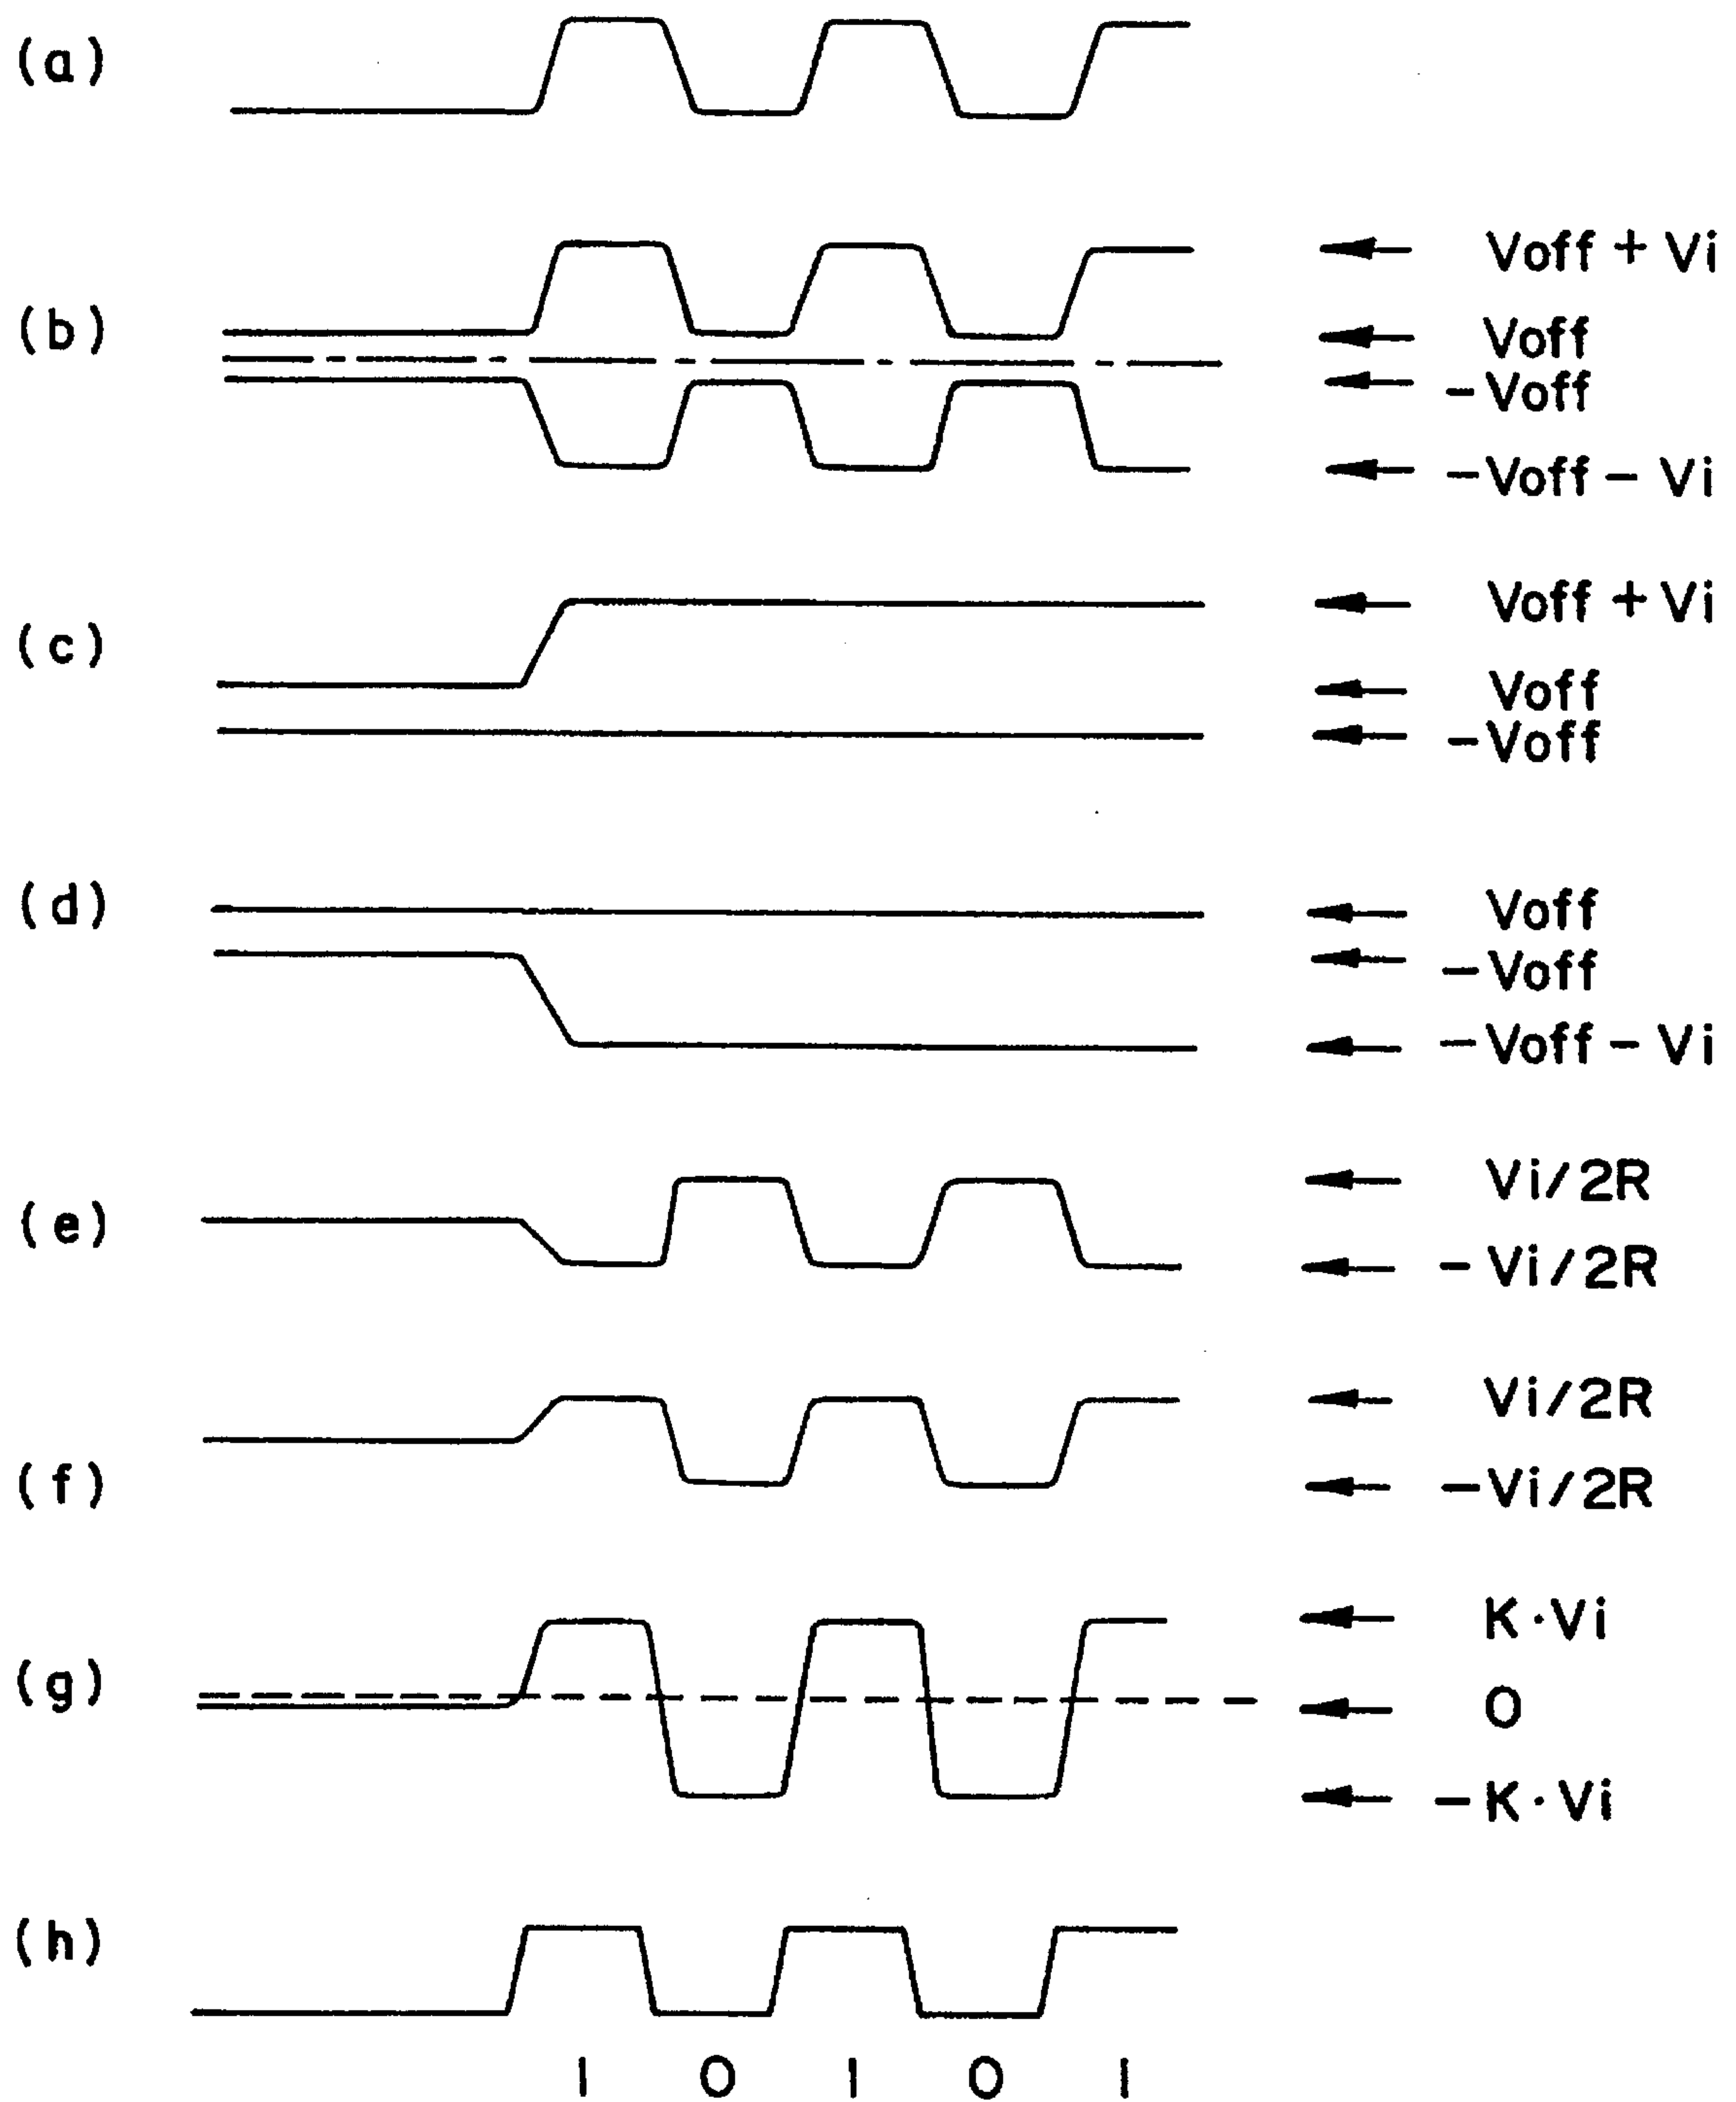 (a)
(b)
Voff + Vi
Voff
-Voff
-Voff - Vi
(c)
Voff + Vi
Voff
-Voff
(d)
Voff
-Voff
-Voff - Vi
(e)
Vi/2R
-Vi/2R
(f)
Vi/2R
-Vi/2R
(g)
K·Vi
0
-K·Vi
(h)
1 0 1 0 1